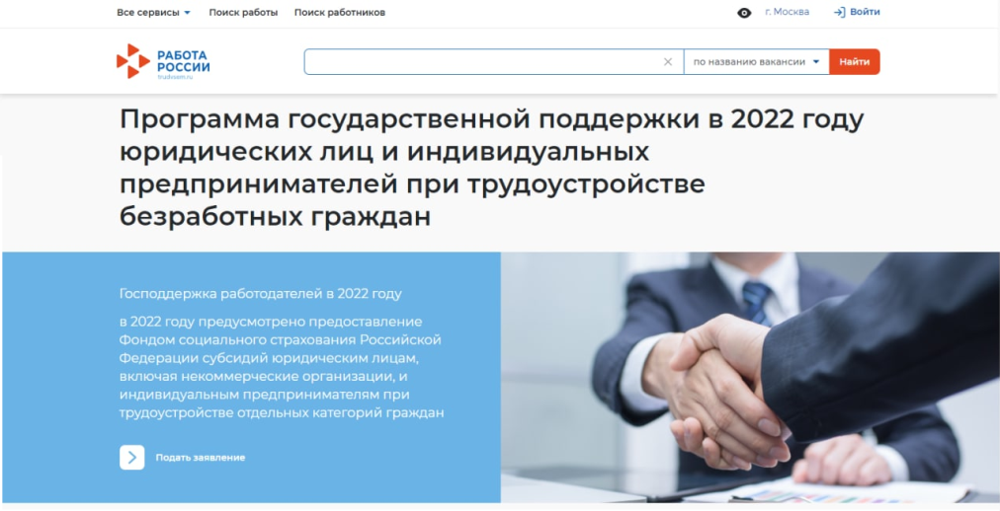 Все сервисы Поиск работы Поиск работников г. Москва Войти
РАБОТА
РОССИИ
trudvsem.ru
по названию вакансии Найти
Программа государственной поддержки в 2022 году
юридических лиц и индивидуальных
предпринимателей при трудоустройстве
безработных граждан
Господдержка работодателей в 2022 году
в 2022 году предусмотрено предоставление
Фондом социального страхования Российской
Федерации субсидий юридическим лицам,
включая некоммерческие организации, и
индивидуальным предпринимателям при
трудоустройстве отдельных категорий граждан
Подать заявление